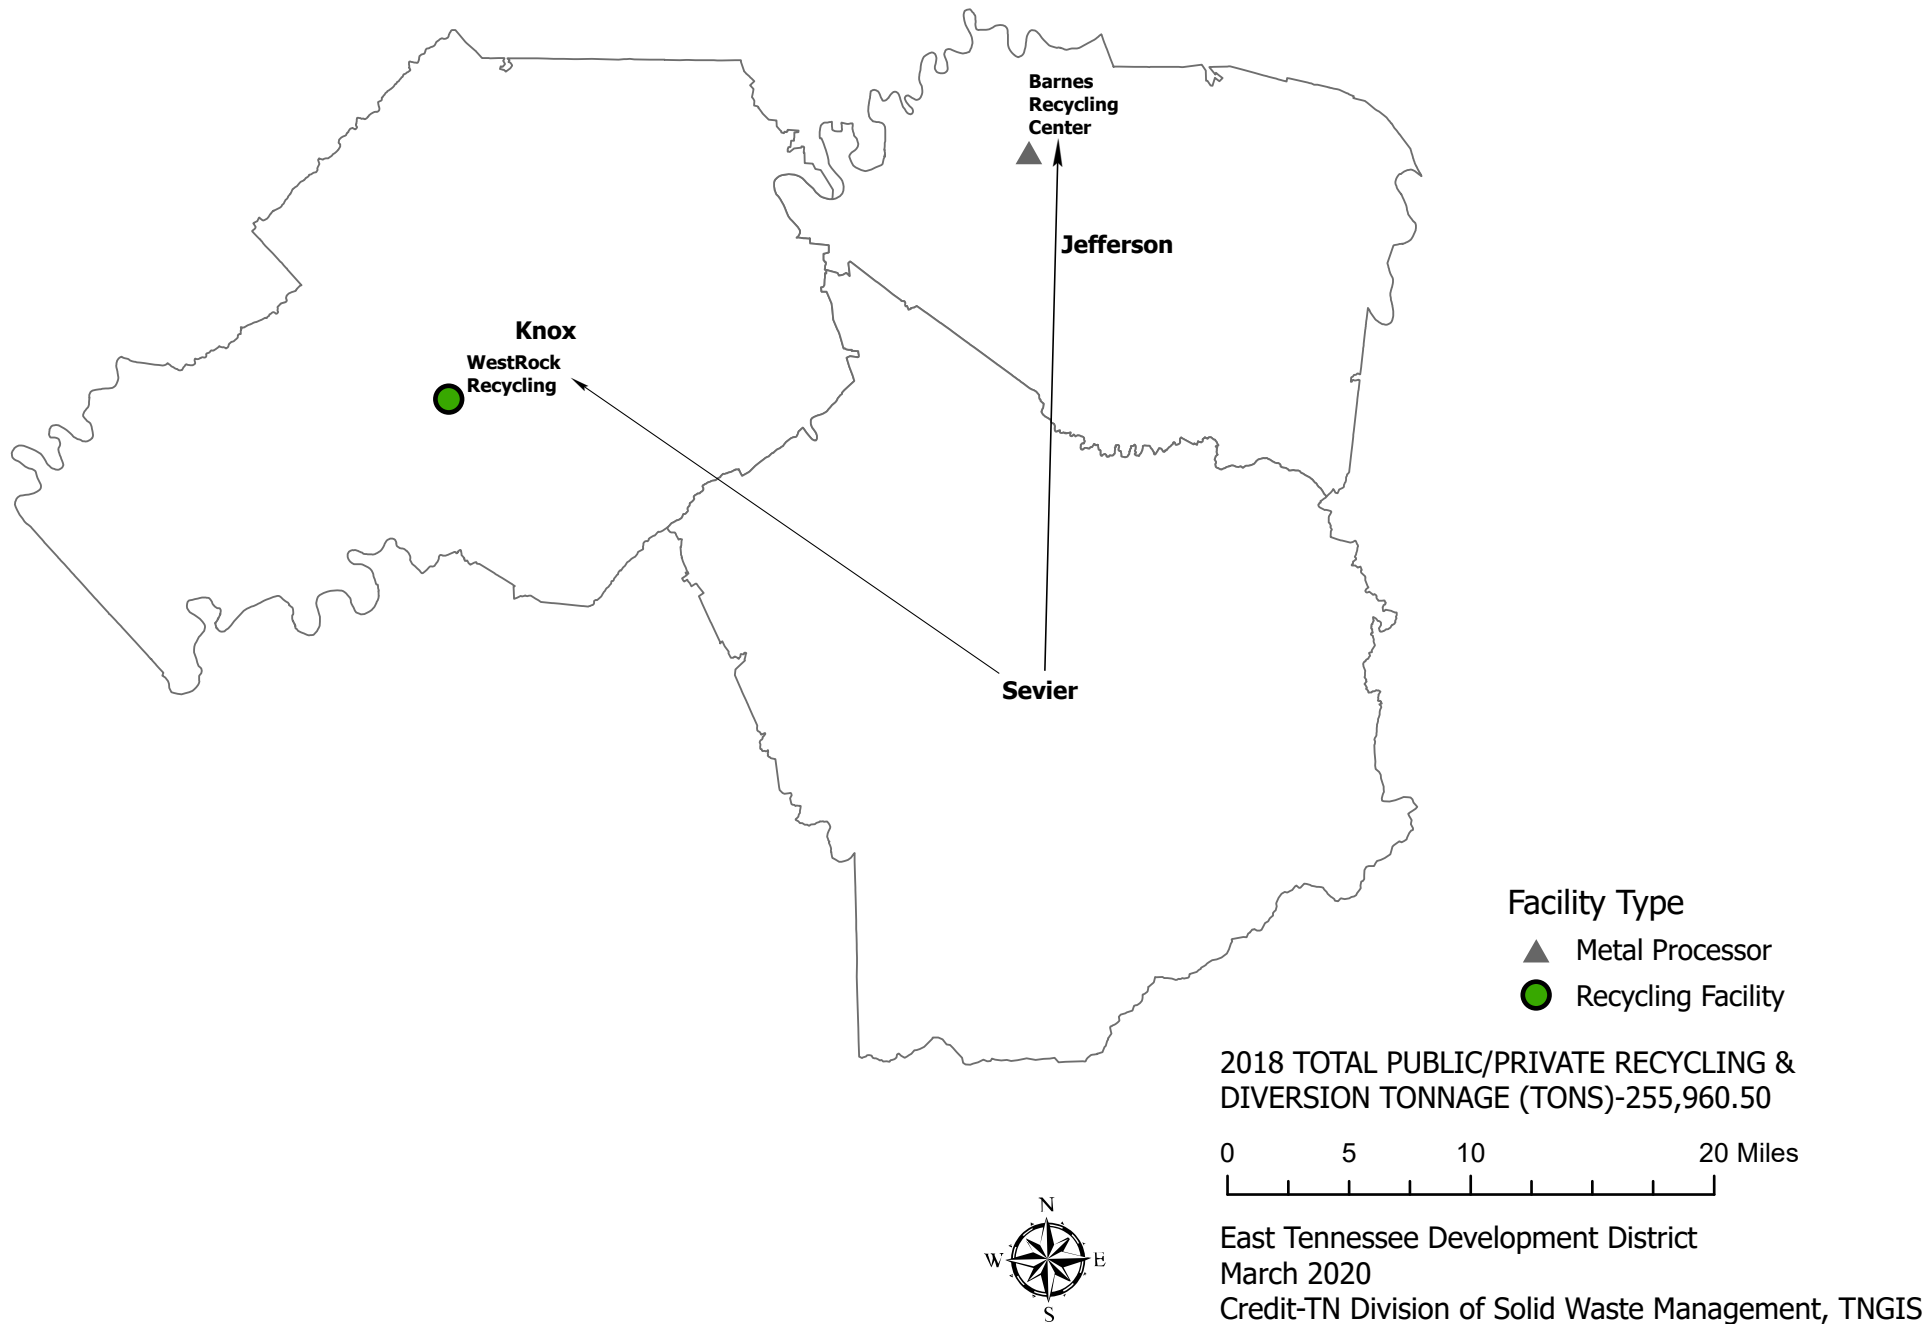 Barnes
Recycling
Center
Jefferson
Knox
WestRock
Recycling
Sevier
Facility Type
Metal Processor
Recycling Facility
2018 TOTAL PUBLIC/PRIVATE RECYCLING &
DIVERSION TONNAGE (TONS)-255,960.50
0 5 10 20 Miles
N
W E
S
East Tennessee Development District
March 2020
Credit-TN Division of Solid Waste Management, TNGIS